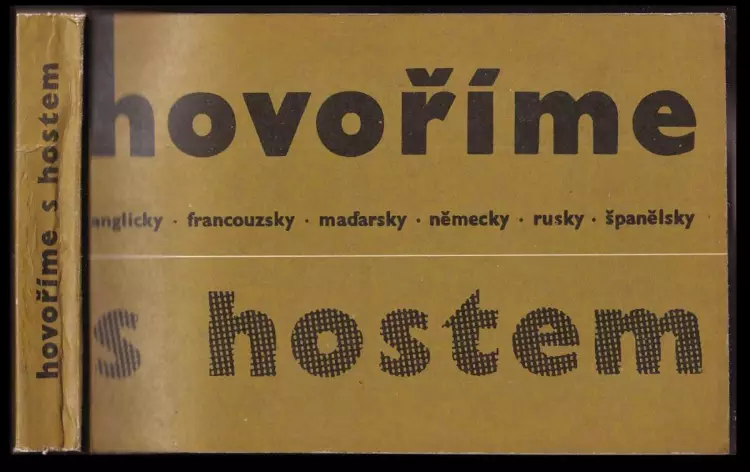 hovoříme s hostem
hovoříme
anglicky · francouzsky · maďarsky · německy · rusky · španělsky
s hostem